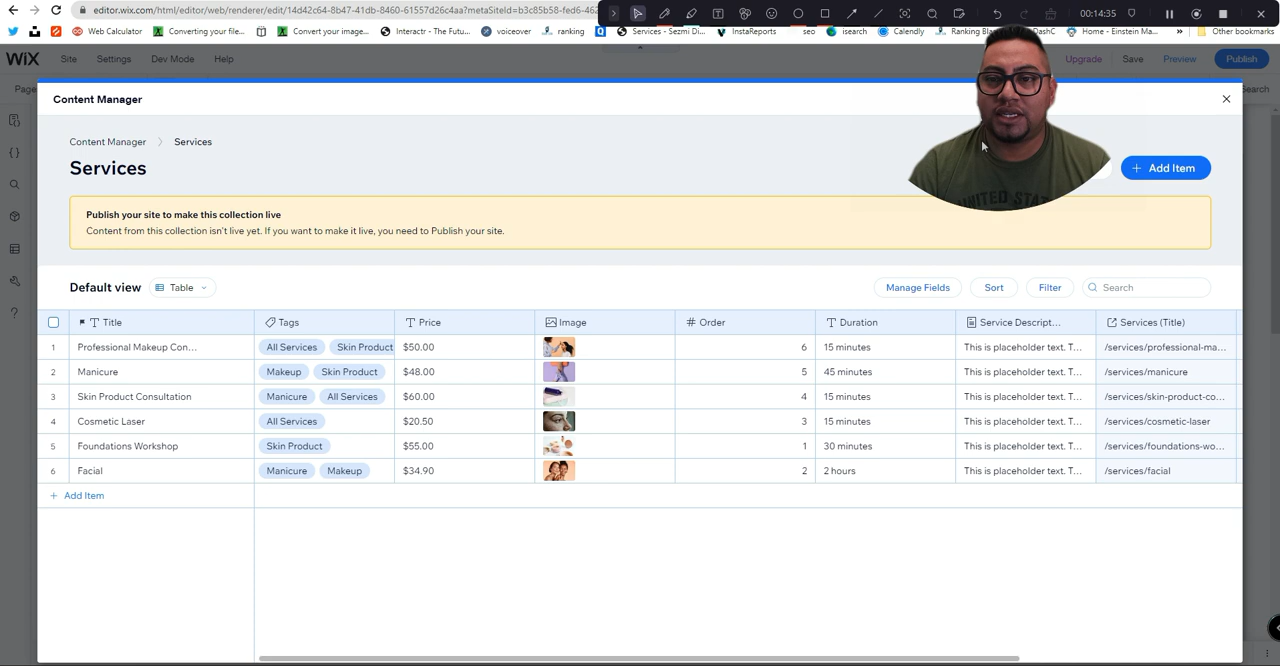 editor.wix.com/html/editor/web/renderer/edit/14d42c64-8b47-41db-8460-61557d26c4aa?metaSiteId=b3c85b58-fed6-462
00:14:35
Web Calculator
Converting your file...
Convert your image...
Interactr - The Futu...
voiceover
ranking
Services - Sezmi Di...
InstaReports
seo
isearch
Calendly
Ranking Bla
DashC
Home - Einstein Ma...
»
Other bookmarks
WiX
Site
Settings
Dev Mode
Help
Upgrade
Save
Preview
Publish
Page
Search
Content Manager
Content Manager > Services
Services
+ Add Item
UNITED STAT
Publish your site to make this collection live
Content from this collection isn't live yet. If you want to make it live, you need to Publish your site.
Default view
Table
Manage Fields
Sort
Filter
Search
Title Tags Price Image # Order Duration Service Descript... Services (Title)
1 Professional Makeup Con... All Services Skin Product $50.00 6 15 minutes This is placeholder text. T... /services/professional-ma...
2 Manicure Makeup Skin Product $48.00 5 45 minutes This is placeholder text. T... /services/manicure
3 Skin Product Consultation Manicure All Services $60.00 4 15 minutes This is placeholder text. T... /services/skin-product-co...
4 Cosmetic Laser All Services $20.50 3 15 minutes This is placeholder text. T... /services/cosmetic-laser
5 Foundations Workshop Skin Product $55.00 1 30 minutes This is placeholder text. T... /services/foundations-wo...
6 Facial Manicure Makeup $34.90 2 2 hours This is placeholder text. T... /services/facial
+ Add Item